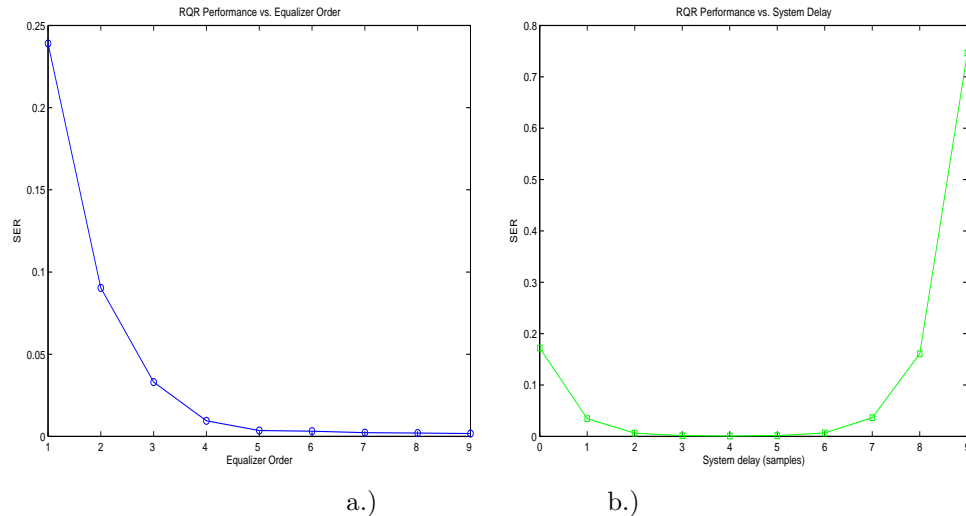 RQR Performance vs. Equalizer Order
0.25
0.2
0.15
0.1
0.05
0
SER
1 2 3 4 5 6 7 8 9
Equalizer Order
RQR Performance vs. System Delay
0.8
0.7
0.6
0.5
0.4
0.3
0.2
0.1
0
SER
0 1 2 3 4 5 6 7 8 9
System delay (samples)
a.) b.)